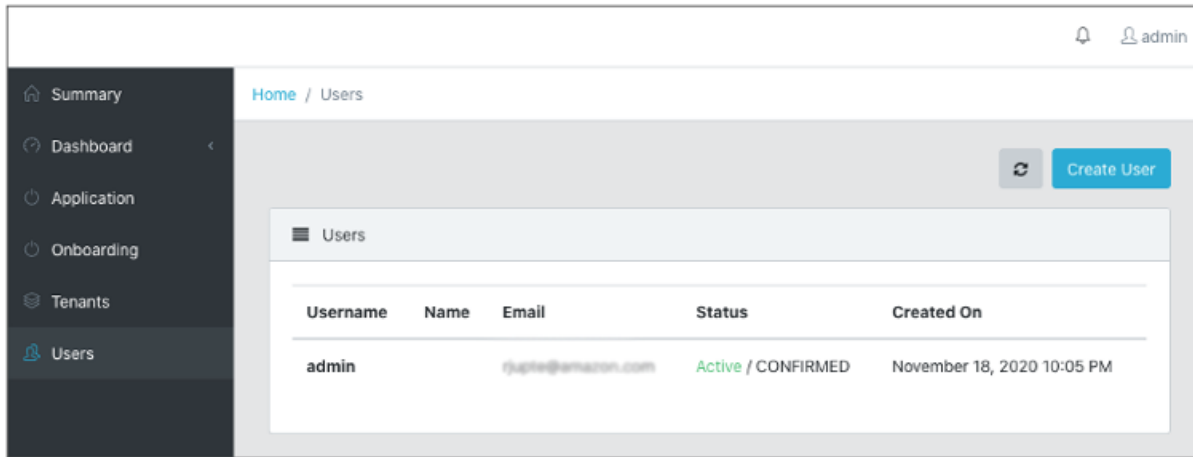 admin
Summary
Home / Users
Dashboard
Create User
Application
Users
Onboarding
Tenants
Username Name Email Status Created On
Users
admin Active / CONFIRMED November 18, 2020 10:05 PM